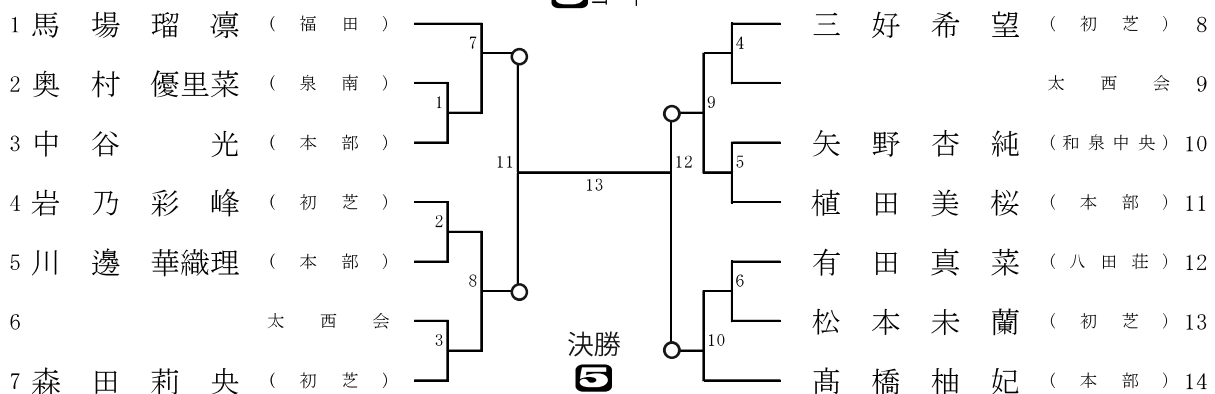 1 馬場瑠凛 (福田)
2 奥村優里菜 (泉南)
3 中谷光 (本部)
4 岩乃彩峰 (初芝)
5 川邊華織理 (本部)
6 太西会
7 森田莉央 (初芝)
7
1
2
8
3
11
13
決勝
5
12
4
9
5
6
10
三好希望 (初芝) 8
太西会 9
矢野杏純 (和泉中央) 10
植田美桜 (本部) 11
有田真菜 (八田荘) 12
松本未蘭 (初芝) 13
髙橋柚妃 (本部) 14